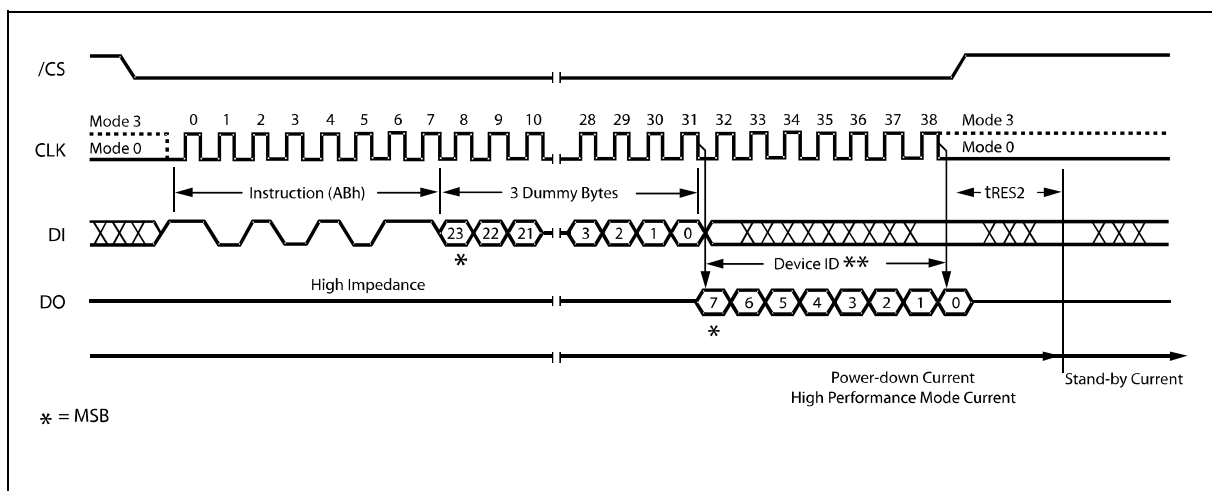 /CS
Mode 3 0 1 2 3 4 5 6 7 8 9 10 28 29 30 31 32 33 34 35 36 37 38 Mode 3
CLK Mode 0 Mode 0
Instruction (ABh) 3 Dummy Bytes tRES2
DI 23 22 21 3 2 1 0
* Device ID **
High Impedance
DO 7 6 5 4 3 2 1 0
*
Power-down Current Stand-by Current
High Performance Mode Current
* = MSB